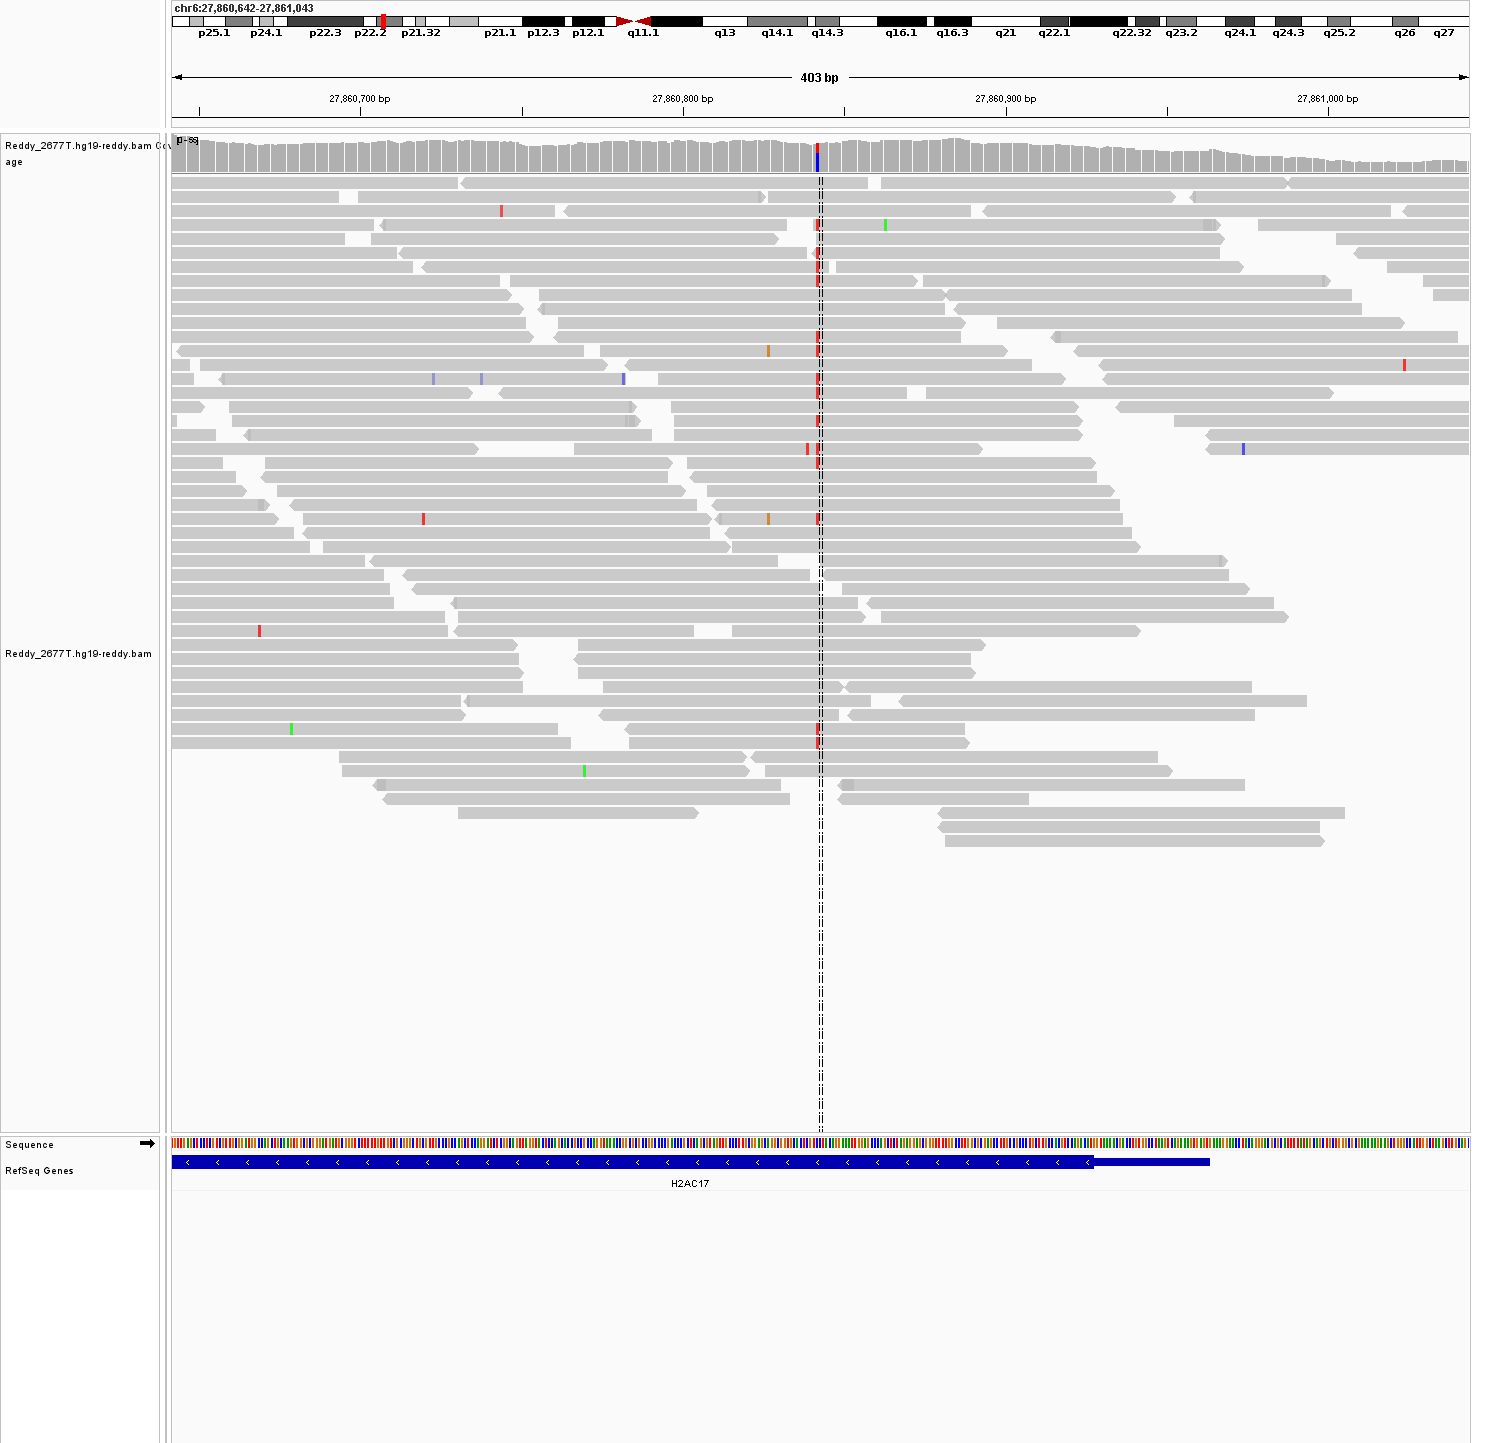 chr6:27,860,642-27,861,043
p25.1 p24.1 p22.3 p22.2 p21.32 p21.1 p12.3 p12.1 q11.1 q13 q14.1 q14.3 q16.1 q16.3 q21 q22.1 q22.32 q23.2 q24.1 q24.3 q25.2 q26 q27
403 bp
27,860,700 bp 27,860,800 bp 27,860,900 bp 27,861,000 bp
Reddy_2677T.hg19-reddy.bam Cov
age
Reddy_2677T.hg19-reddy.bam
Sequence
RefSeq Genes
H2AC17